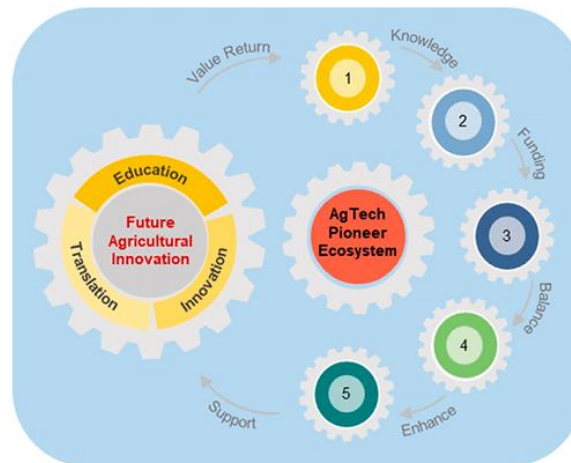 Value Return
Knowledge
Funding
Balance
Enhance
Support
1
2
3
4
5
Education
Translation
Innovation
Future
Agricultural
Innovation
AgTech
Pioneer
Ecosystem